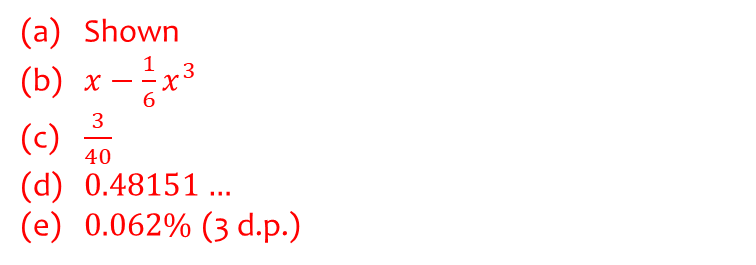 (a) Shown
(b) x − 1/6 x³
(c) 3/40
(d) 0.48151 ...
(e) 0.062% (3 d.p.)